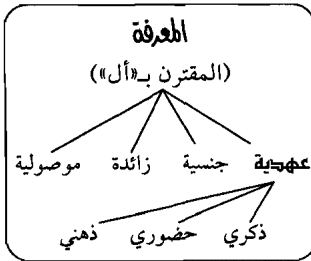 المعرفة
(المقترن بـ«أل»)
عهدية جنسية زائدة موصولية
ذكري حضوري ذهني